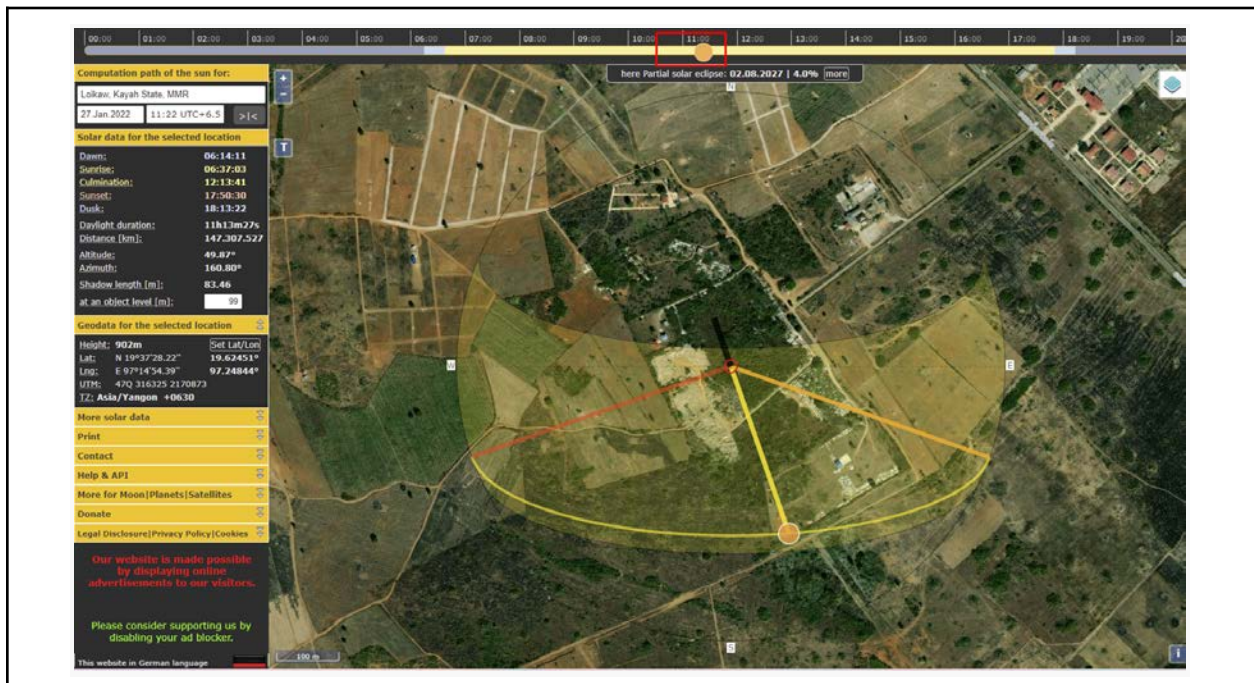 00:00 01:00 02:00 03:00 04:00 05:00 06:00 07:00 08:00 09:00 10:00 11:00 12:00 13:00 14:00 15:00 16:00 17:00 18:00 19:00 20
Computation path of the sun for:
Loikaw, Kayah State, MMR
27.Jan.2022 11:22 UTC+6.5 >|<
Solar data for the selected location
Dawn: 06:14:11
Sunrise: 06:37:03
Culmination: 12:13:41
Sunset: 17:50:30
Dusk: 18:13:22
Daylight duration: 11h13m27s
Distance [km]: 147.307.527
Altitude: 49.87°
Azimuth: 160.80°
Shadow length [m]: 83.46
at an object level [m]: 99
Geodata for the selected location
Height: 902m Set Lat/Lon
Lat: N 19°37'28.22'' 19.62451°
Lng: E 97°14'54.39'' 97.24844°
UTM: 47Q 316325 2170873
TZ: Asia/Yangon +0630
More solar data
Print
Contact
Help & API
More for Moon|Planets|Satellites
Donate
Legal Disclosure|Privacy Policy|Cookies
Our website is made possible
by displaying online
advertisements to our visitors.
Please consider supporting us by
disabling your ad blocker.
This website in German language
+
−
T
here Partial solar eclipse: 02.08.2027 | 4.0% more
N
W
E
S
100 m
i